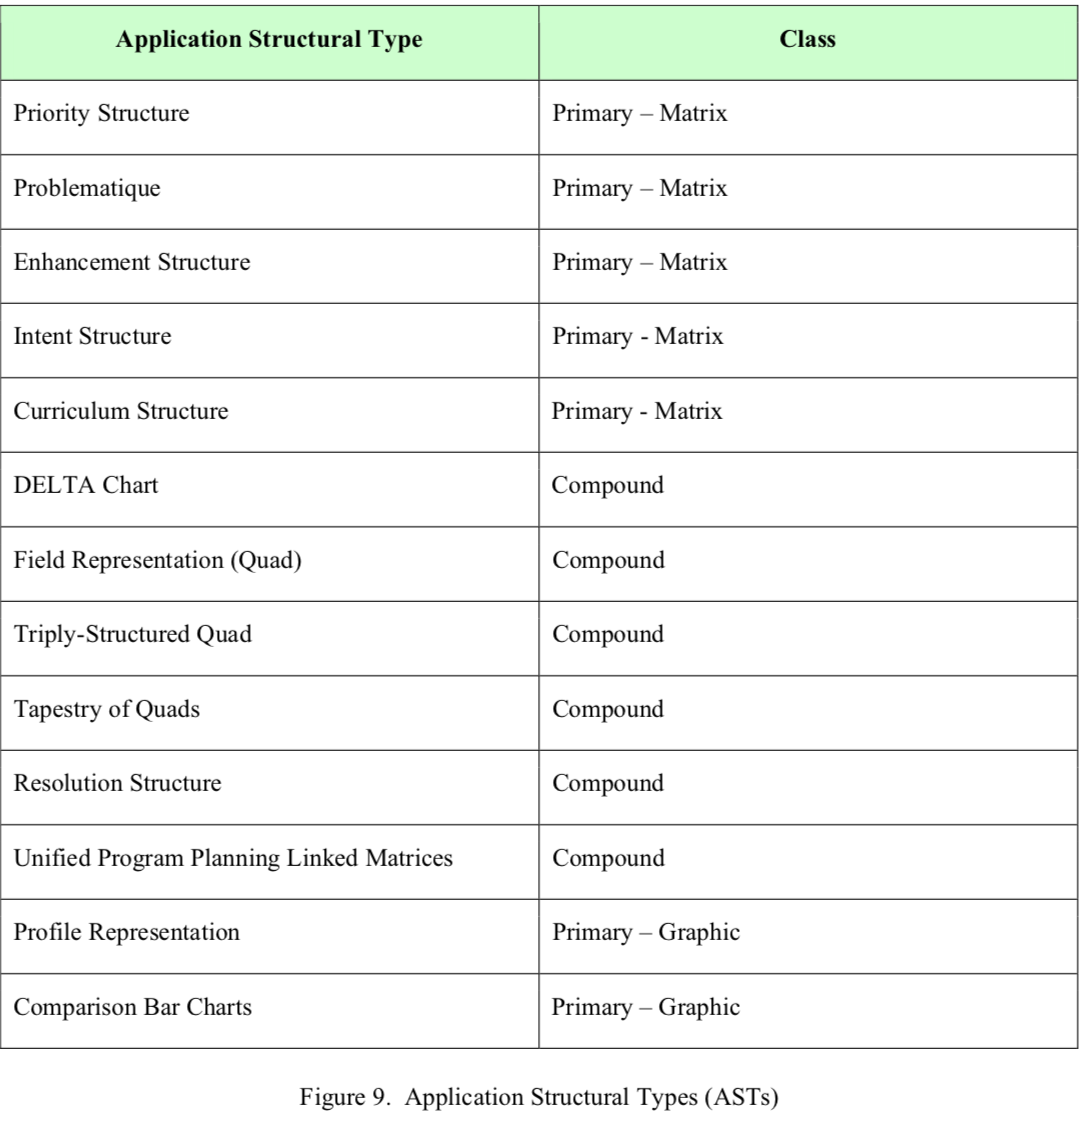 Application Structural Type Class
Priority Structure Primary – Matrix
Problematique Primary – Matrix
Enhancement Structure Primary – Matrix
Intent Structure Primary - Matrix
Curriculum Structure Primary - Matrix
DELTA Chart Compound
Field Representation (Quad) Compound
Triply-Structured Quad Compound
Tapestry of Quads Compound
Resolution Structure Compound
Unified Program Planning Linked Matrices Compound
Profile Representation Primary – Graphic
Comparison Bar Charts Primary – Graphic
Figure 9. Application Structural Types (ASTs)